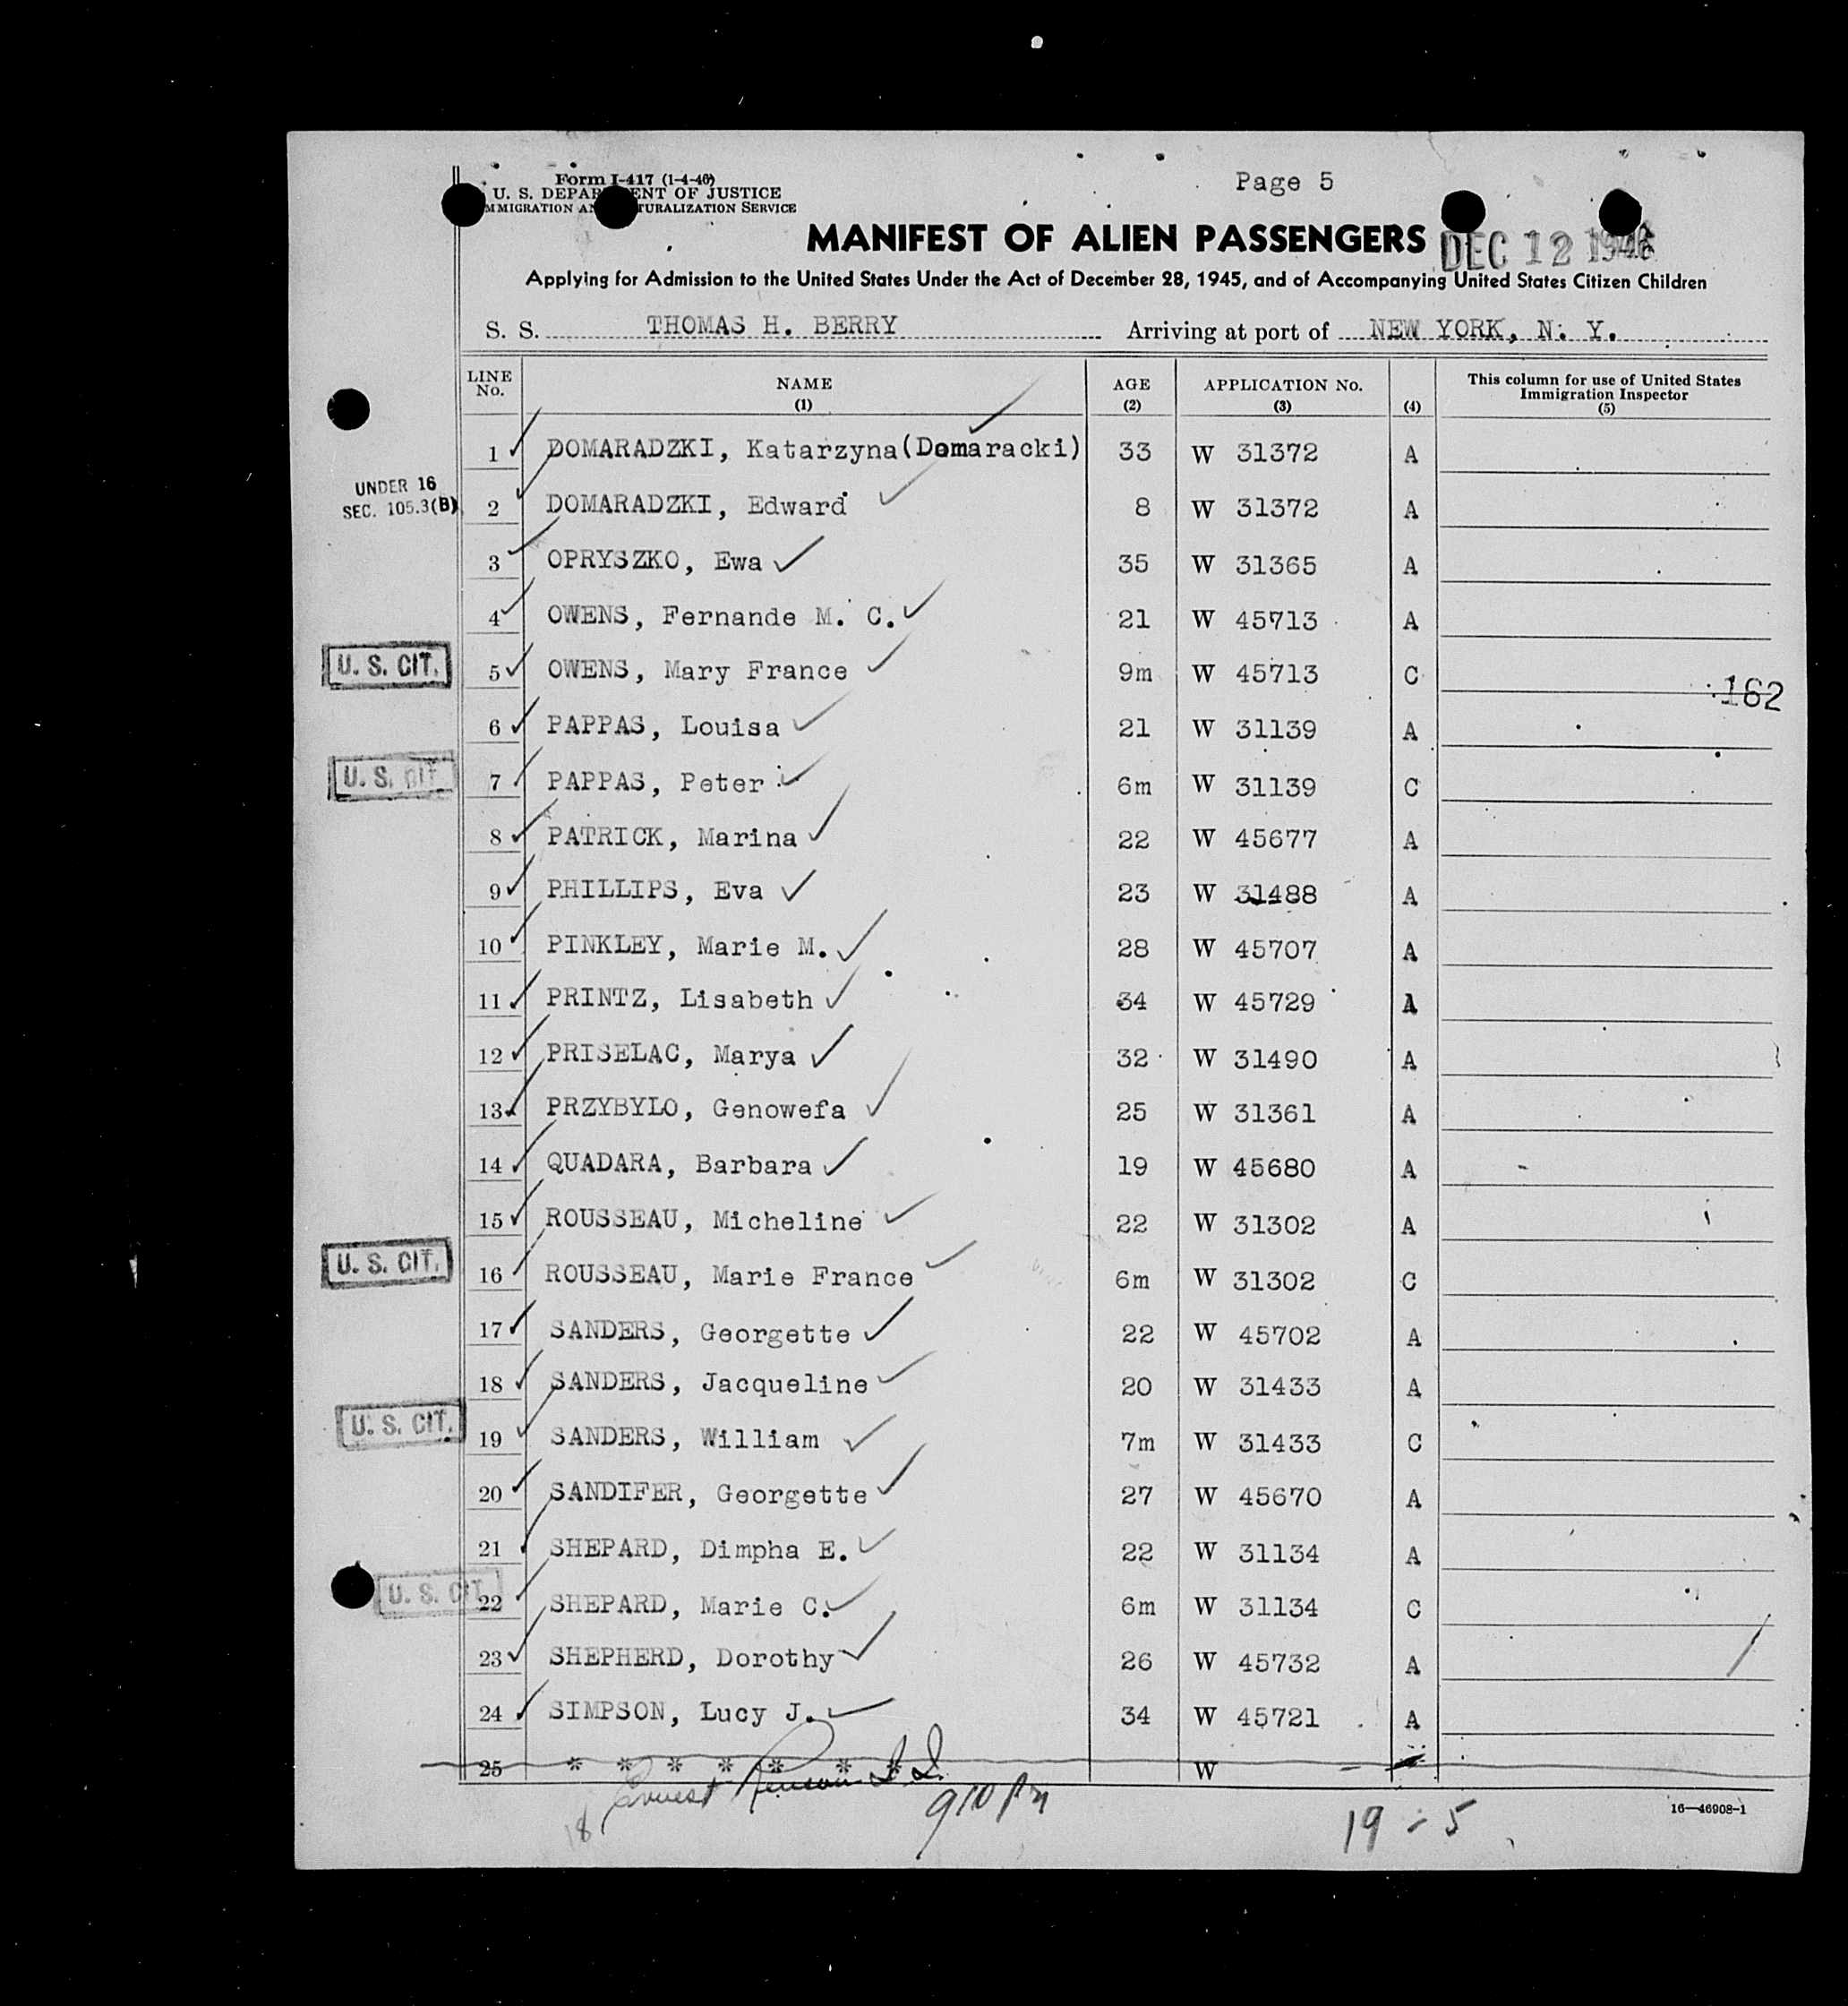 Form I-417 (1-4-46)
U. S. DEPARTMENT OF JUSTICE
IMMIGRATION AND NATURALIZATION SERVICE
Page 5
MANIFEST OF ALIEN PASSENGERS
DEC 12 1946
Applying for Admission to the United States Under the Act of December 28, 1945, and of Accompanying United States Citizen Children
S. S. THOMAS H. BERRY Arriving at port of NEW YORK, N. Y.
LINE No. NAME (1) AGE (2) APPLICATION No. (3) (4) This column for use of United States Immigration Inspector (5)
1 DOMARADZKI, Katarzyna (Domaracki) 33 W 31372 A
UNDER 16 SEC. 105.3(B) 2 DOMARADZKI, Edward 8 W 31372 A
3 OPRYSZKO, Ewa 35 W 31365 A
4 OWENS, Fernande M. C. 21 W 45713 A
U. S. CIT. 5 OWENS, Mary France 9m W 45713 C
162
6 PAPPAS, Louisa 21 W 31139 A
U. S. CIT. 7 PAPPAS, Peter 6m W 31139 C
8 PATRICK, Marina 22 W 45677 A
9 PHILLIPS, Eva 23 W 31488 A
10 PINKLEY, Marie M. 28 W 45707 A
11 PRINTZ, Lisabeth 34 W 45729 A
12 PRISELAC, Marya 32 W 31490 A
13 PRZYBYLO, Genowefa 25 W 31361 A
14 QUADARA, Barbara 19 W 45680 A
15 ROUSSEAU, Micheline 22 W 31302 A
U. S. CIT. 16 ROUSSEAU, Marie France 6m W 31302 C
17 SANDERS, Georgette 22 W 45702 A
18 SANDERS, Jacqueline 20 W 31433 A
U. S. CIT. 19 SANDERS, William 7m W 31433 C
20 SANDIFER, Georgette 27 W 45670 A
21 SHEPARD, Dimpha E. 22 W 31134 A
U. S. CIT. 22 SHEPARD, Marie C. 6m W 31134 C
23 SHEPHERD, Dorothy 26 W 45732 A
24 SIMPSON, Lucy J. 34 W 45721 A
25 * * * * * * * W
Ernest
910 Pm
18
19 - 5
16—46908-1